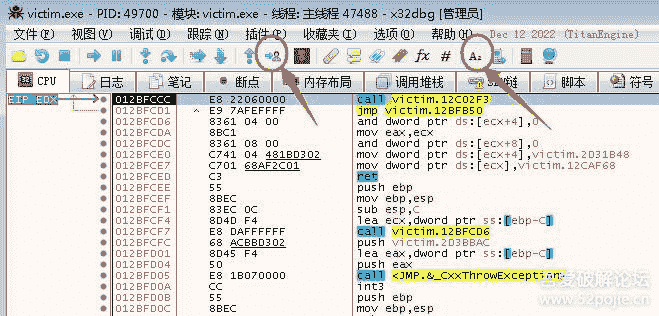 victim.exe - PID: 49700 - 模块: victim.exe - 线程: 主线程 47488 - x32dbg [管理员]
文件(F) 视图(V) 调试(D) 跟踪(N) 插件(P) 收藏夹(I) 选项(O) 帮助(H) Dec 12 2022 (TitanEngine)
fx # A₂
CPU 日志 笔记 断点 内存布局 调用堆栈 链 脚本 符号
EIP EDX 012BFCCC E8 22060000 call victim.12C02F3
012BFCD1 E9 7AFEFFFF jmp victim.12BFB50
012BFCD6 8361 04 00 and dword ptr ds:[ecx+4],0
012BFCDA 8BC1 mov eax,ecx
012BFCDC 8361 08 00 and dword ptr ds:[ecx+8],0
012BFCE0 C741 04 481BD302 mov dword ptr ds:[ecx+4],victim.2D31B48
012BFCE7 C701 68AF2C01 mov dword ptr ds:[ecx],victim.12CAF68
012BFCED C3 ret
012BFCEE 55 push ebp
012BFCEF 8BEC mov ebp,esp
012BFCF1 83EC 0C sub esp,C
012BFCF4 8D4D F4 lea ecx,dword ptr ss:[ebp-C]
012BFCF7 E8 DAFFFFFF call victim.12BFCD6
012BFCFC 68 ACBBD302 push victim.2D3BBAC
012BFD01 8D45 F4 lea eax,dword ptr ss:[ebp-C]
012BFD04 50 push eax
012BFD05 E8 1B070000 call <JMP.&_CxxThrowException>
012BFD0A CC int3
012BFD0B 55 push ebp
012BFD0C 8BEC mov ebp,esp
吾爱破解论坛
www.52pojie.cn